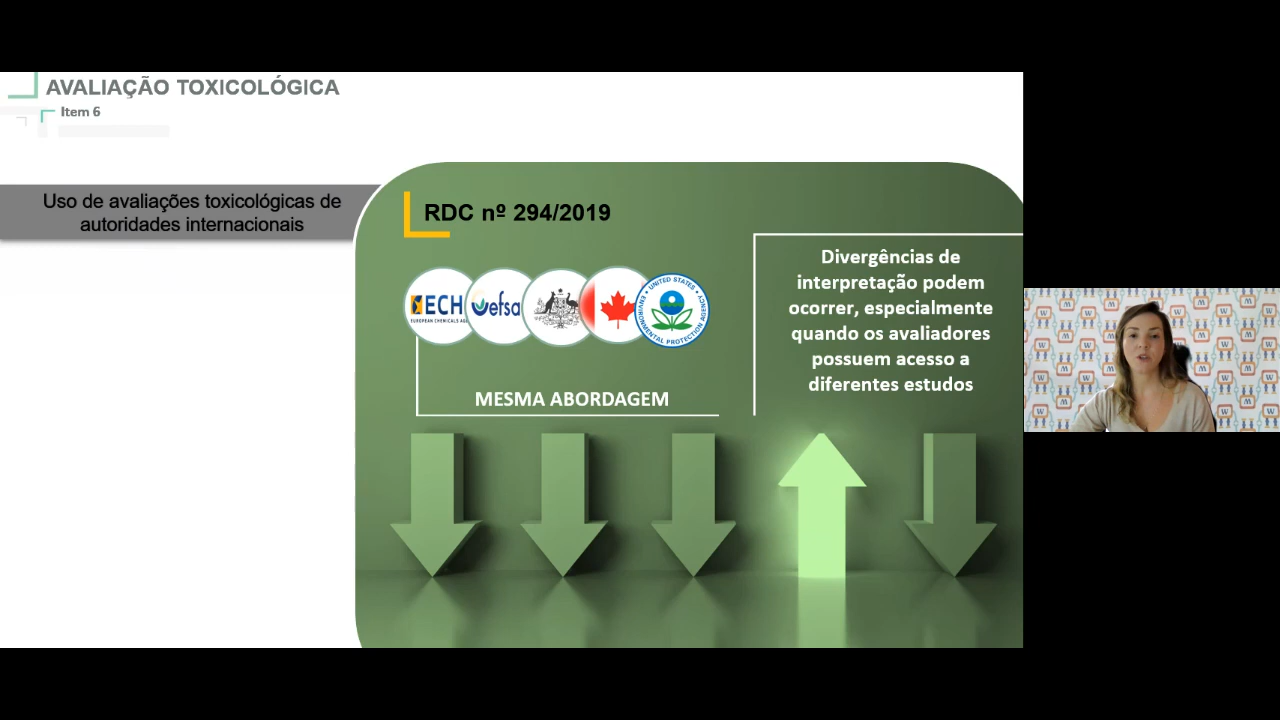 AVALIAÇÃO TOXICOLÓGICA
Item 6
Uso de avaliações toxicológicas de
autoridades internacionais
RDC nº 294/2019
ECH
EUROPEAN CHEMICALS AG
efsa
UNITED STATES
ENVIRONMENTAL PROTECTION AGENCY
MESMA ABORDAGEM
Divergências de
interpretação podem
ocorrer, especialmente
quando os avaliadores
possuem acesso a
diferentes estudos